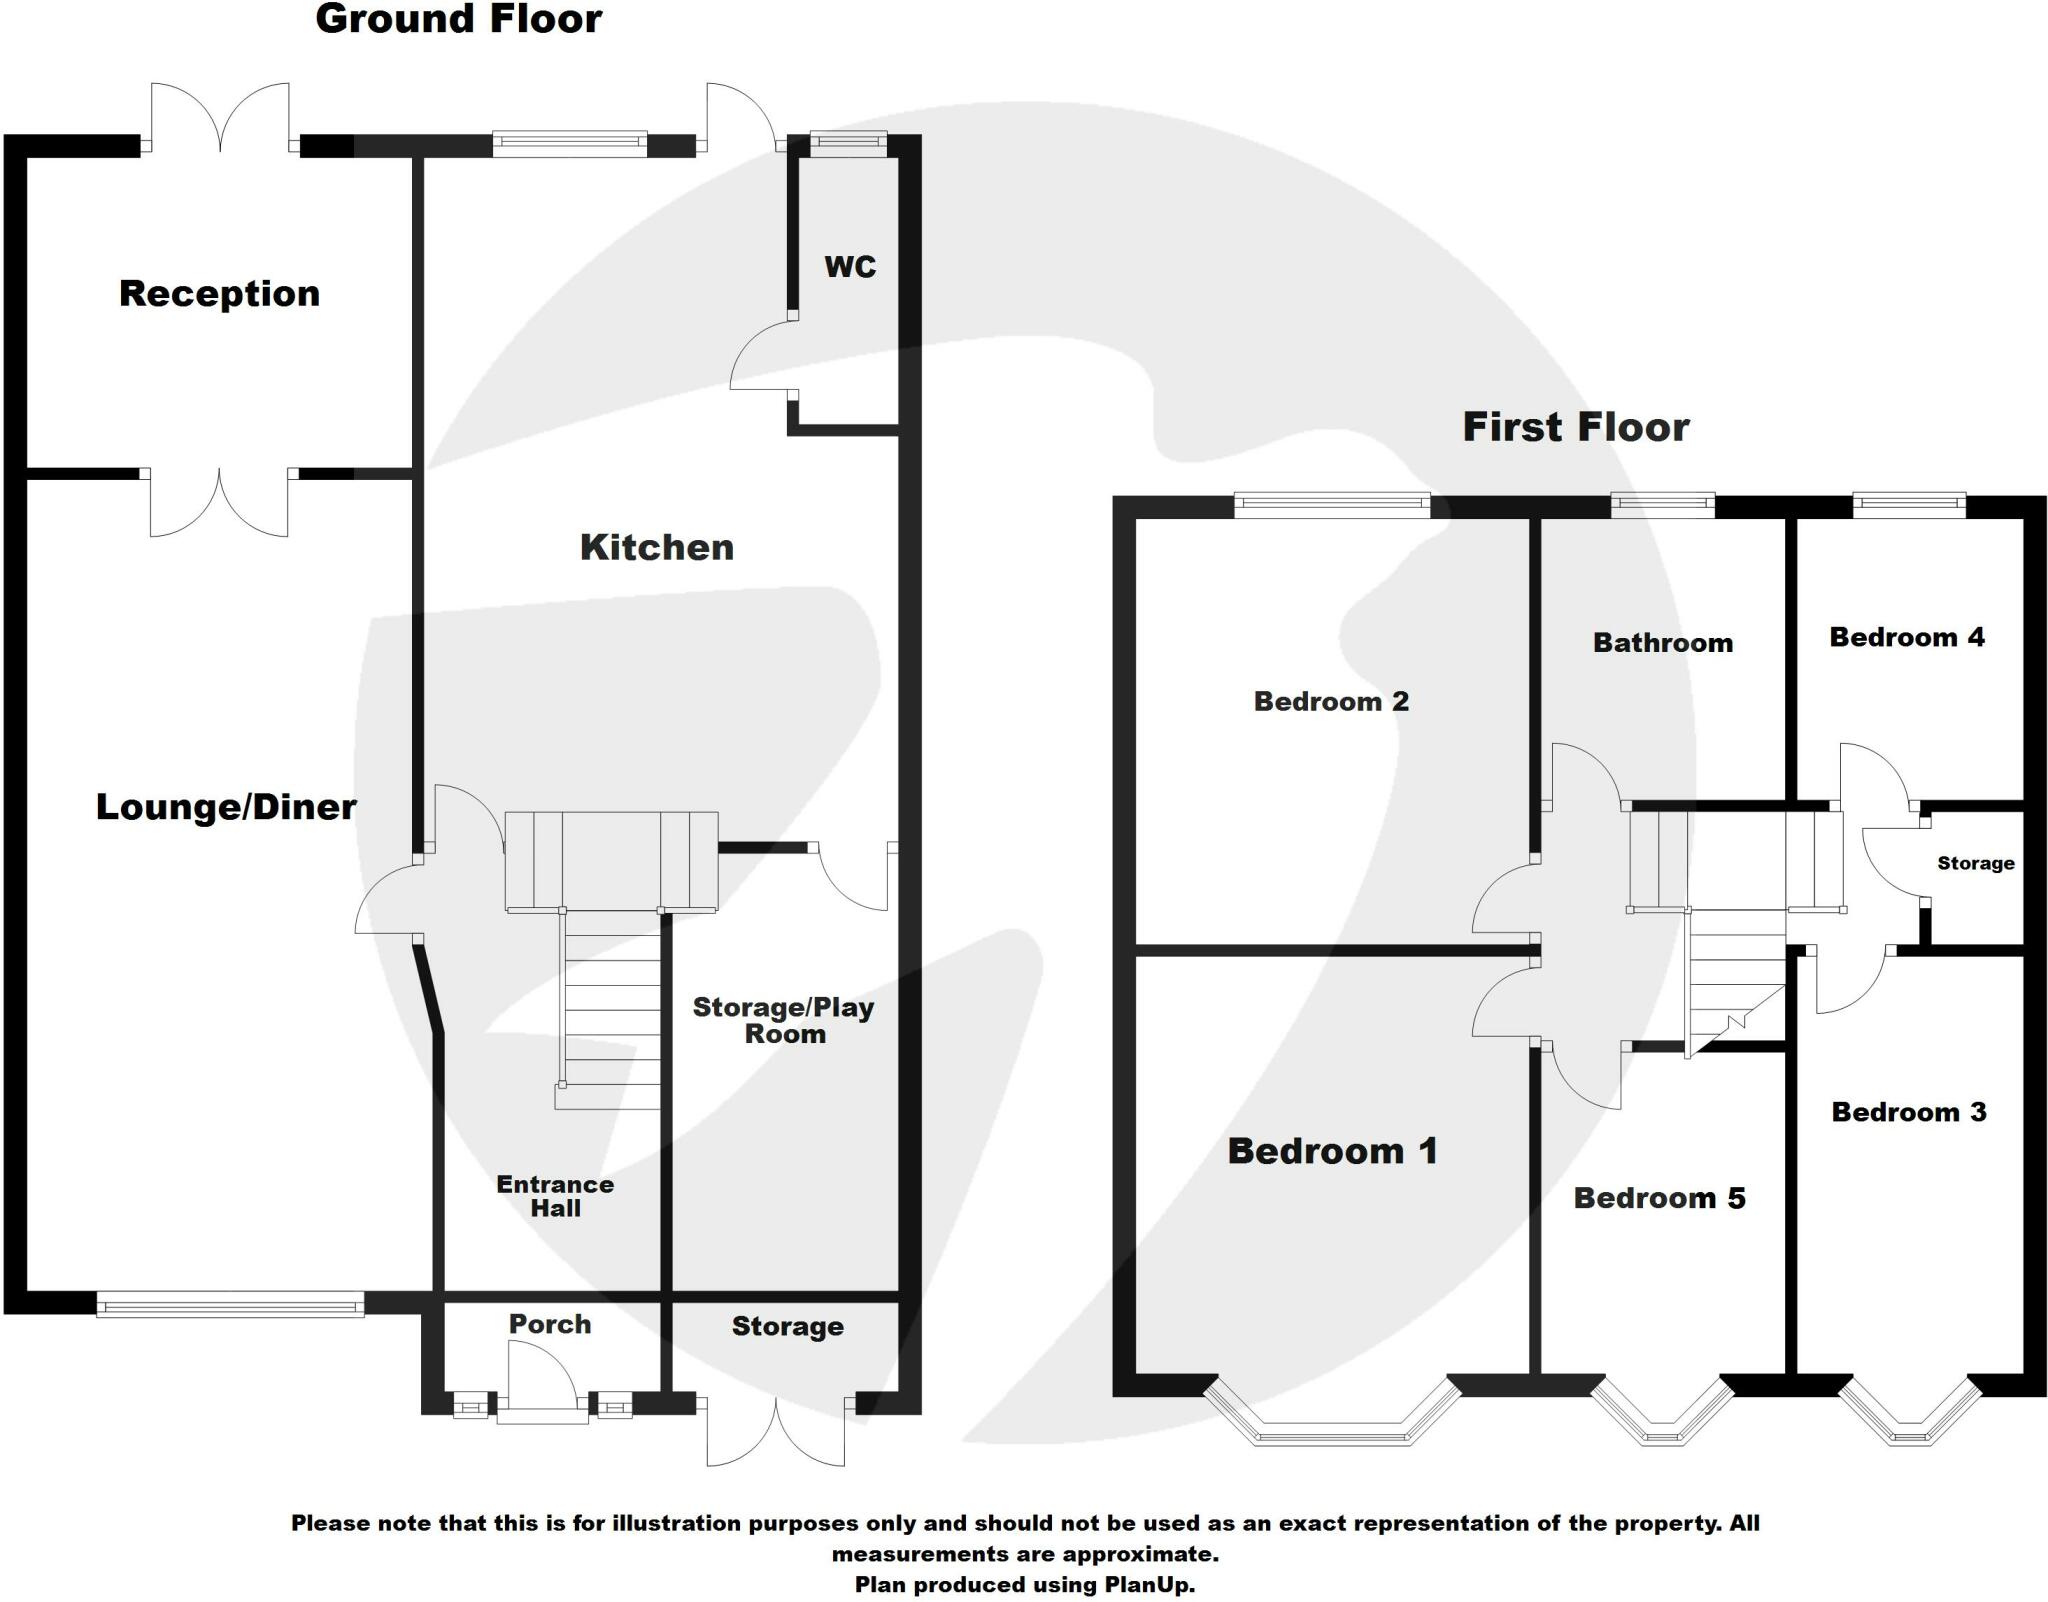 Ground Floor
Reception
WC
Kitchen
Lounge/Diner
Storage/Play
Room
Entrance
Hall
Porch
Storage
First Floor
Bedroom 2
Bathroom
Bedroom 4
Storage
Bedroom 1
Bedroom 5
Bedroom 3
Please note that this is for illustration purposes only and should not be used as an exact representation of the property. All
measurements are approximate.
Plan produced using PlanUp.